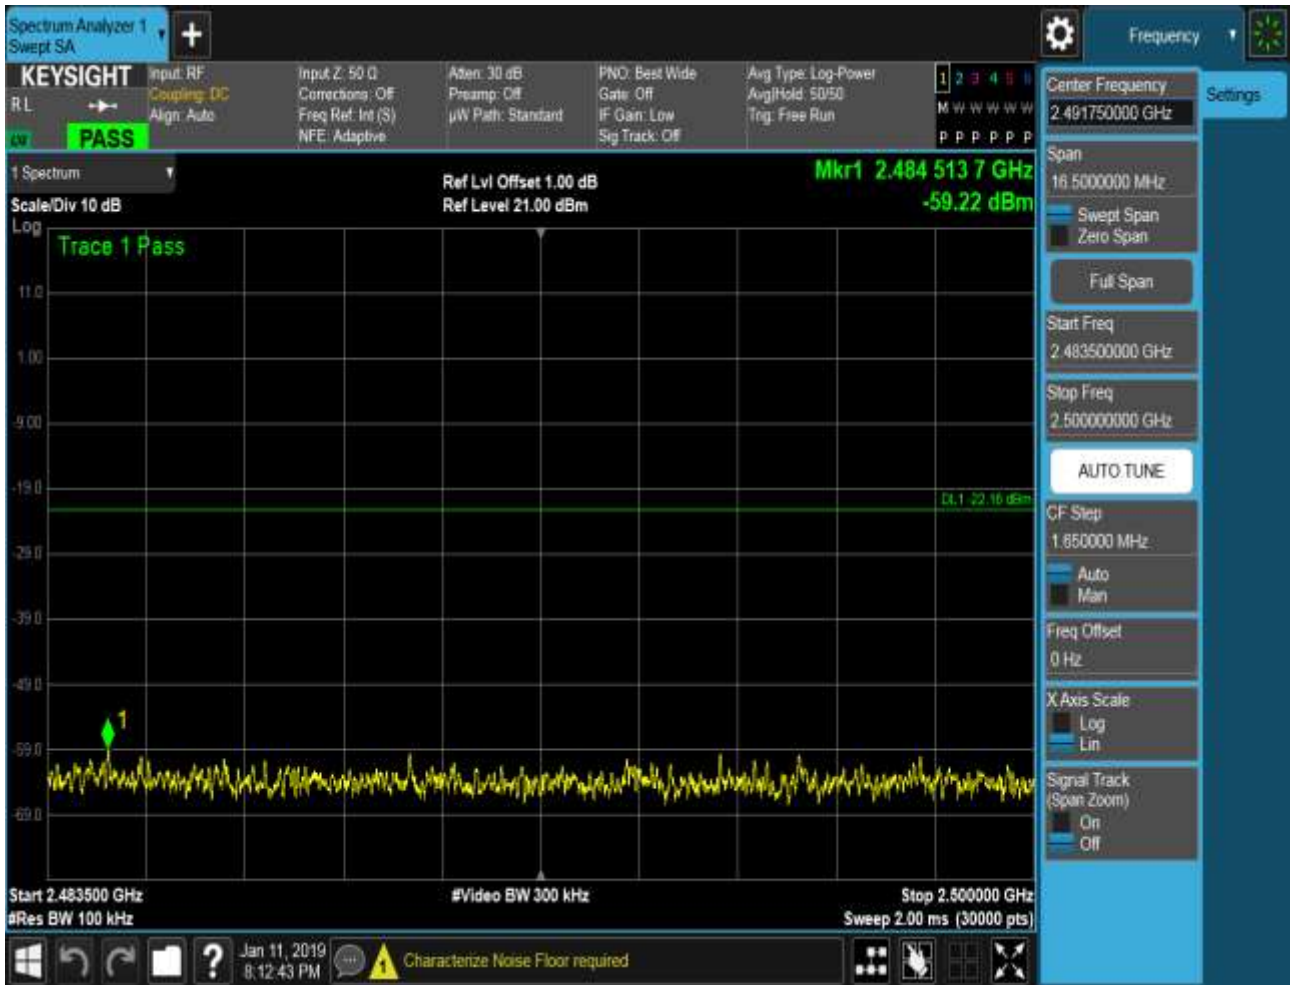 Spectrum Analyzer 1
Swept SA
Frequency
KEYSIGHT
R L
PASS
Input: RF
Coupling: DC
Align: Auto
Input Z: 50 Ω
Corrections: Off
Freq Ref: Int (S)
NFE: Adaptive
Atten: 30 dB
Preamp: Off
µW Path: Standard
PNO: Best Wide
Gate: Off
IF Gain: Low
Sig Track: Off
Avg Type: Log-Power
Avg|Hold: 50/50
Trig: Free Run
1 2 3 4 5 6
M W W W W W
P P P P P P
1 Spectrum
Scale/Div 10 dB
Ref Lvl Offset 1.00 dB
Ref Level 21.00 dBm
Mkr1 2.484 513 7 GHz
-59.22 dBm
Log
Trace 1 Pass
11.0
1.00
-9.00
-19.0
DL1 -22.16 dBm
-29.0
-39.0
-49.0
1
-59.0
-69.0
Start 2.483500 GHz
#Res BW 100 kHz
#Video BW 300 kHz
Stop 2.500000 GHz
Sweep 2.00 ms (30000 pts)
Center Frequency
2.491750000 GHz
Settings
Span
16.5000000 MHz
Swept Span
Zero Span
Full Span
Start Freq
2.483500000 GHz
Stop Freq
2.500000000 GHz
AUTO TUNE
CF Step
1.650000 MHz
Auto
Man
Freq Offset
0 Hz
X Axis Scale
Log
Lin
Signal Track
(Span Zoom)
On
Off
?
Jan 11, 2019
8:12:43 PM
1
Characterize Noise Floor required